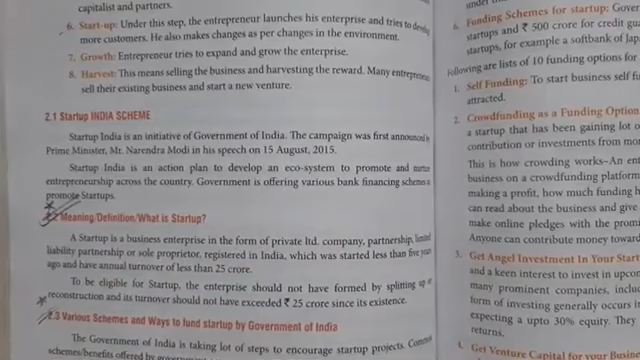 capitalist and partners.
6. Start-up: Under this step, the entrepreneur launches his enterprise and tries to develop
more customers. He also makes changes as per changes in the environment.
7. Growth: Entrepreneur tries to expand and grow the enterprise.
8. Harvest: This means selling the business and harvesting the reward. Many
sell their existing business and start a new venture.
2.1 Startup INDIA SCHEME
Startup India is an initiative of Government of India. The campaign was first announced by
Prime Minister, Mr. Narendra Modi in his speech on 15 August, 2015.
Startup India is an action plan to develop an eco-system to promote and nurture
entrepreneurship across the country. Government is offering various bank financing
promote Startups.
2.2 Meaning/Definition/What is Startup?
A Startup is a business enterprise in the form of private ltd. company, partnership, limited
liability partnership or sole proprietor, registered in India, which was started less than five years
ago and have annual turnover of less than 25 crore.
To be eligible for Startup, the enterprise should not have formed by splitting up or
reconstruction and its turnover should not have exceeded ₹ 25 crore since its existence.
2.3 Various Schemes and Ways to fund startup by Government of India
The Government of India is taking lot of steps to encourage startup projects.
schemes/benefits offered by
under
6. Funding Schemes for startup:
startups and ₹ 500 crore for credit
startups, for example a softbank of
Following are lists of 10 funding options for
1. Self Funding: To start business self
attracted.
2. Crowdfunding as a Funding Option
a startup that has been gaining lot
contribution or investments from
This is how crowding works–An
business on a crowdfunding platform
making a profit, how much funding
can read about the business and give
make online pledges with the
Anyone can contribute money
3. Get Angel Investment In Your
and a keen interest to invest in
many prominent companies,
form of investing generally occurs
expecting a upto 30% equity.
returns.
4. Get Venture Capital for your